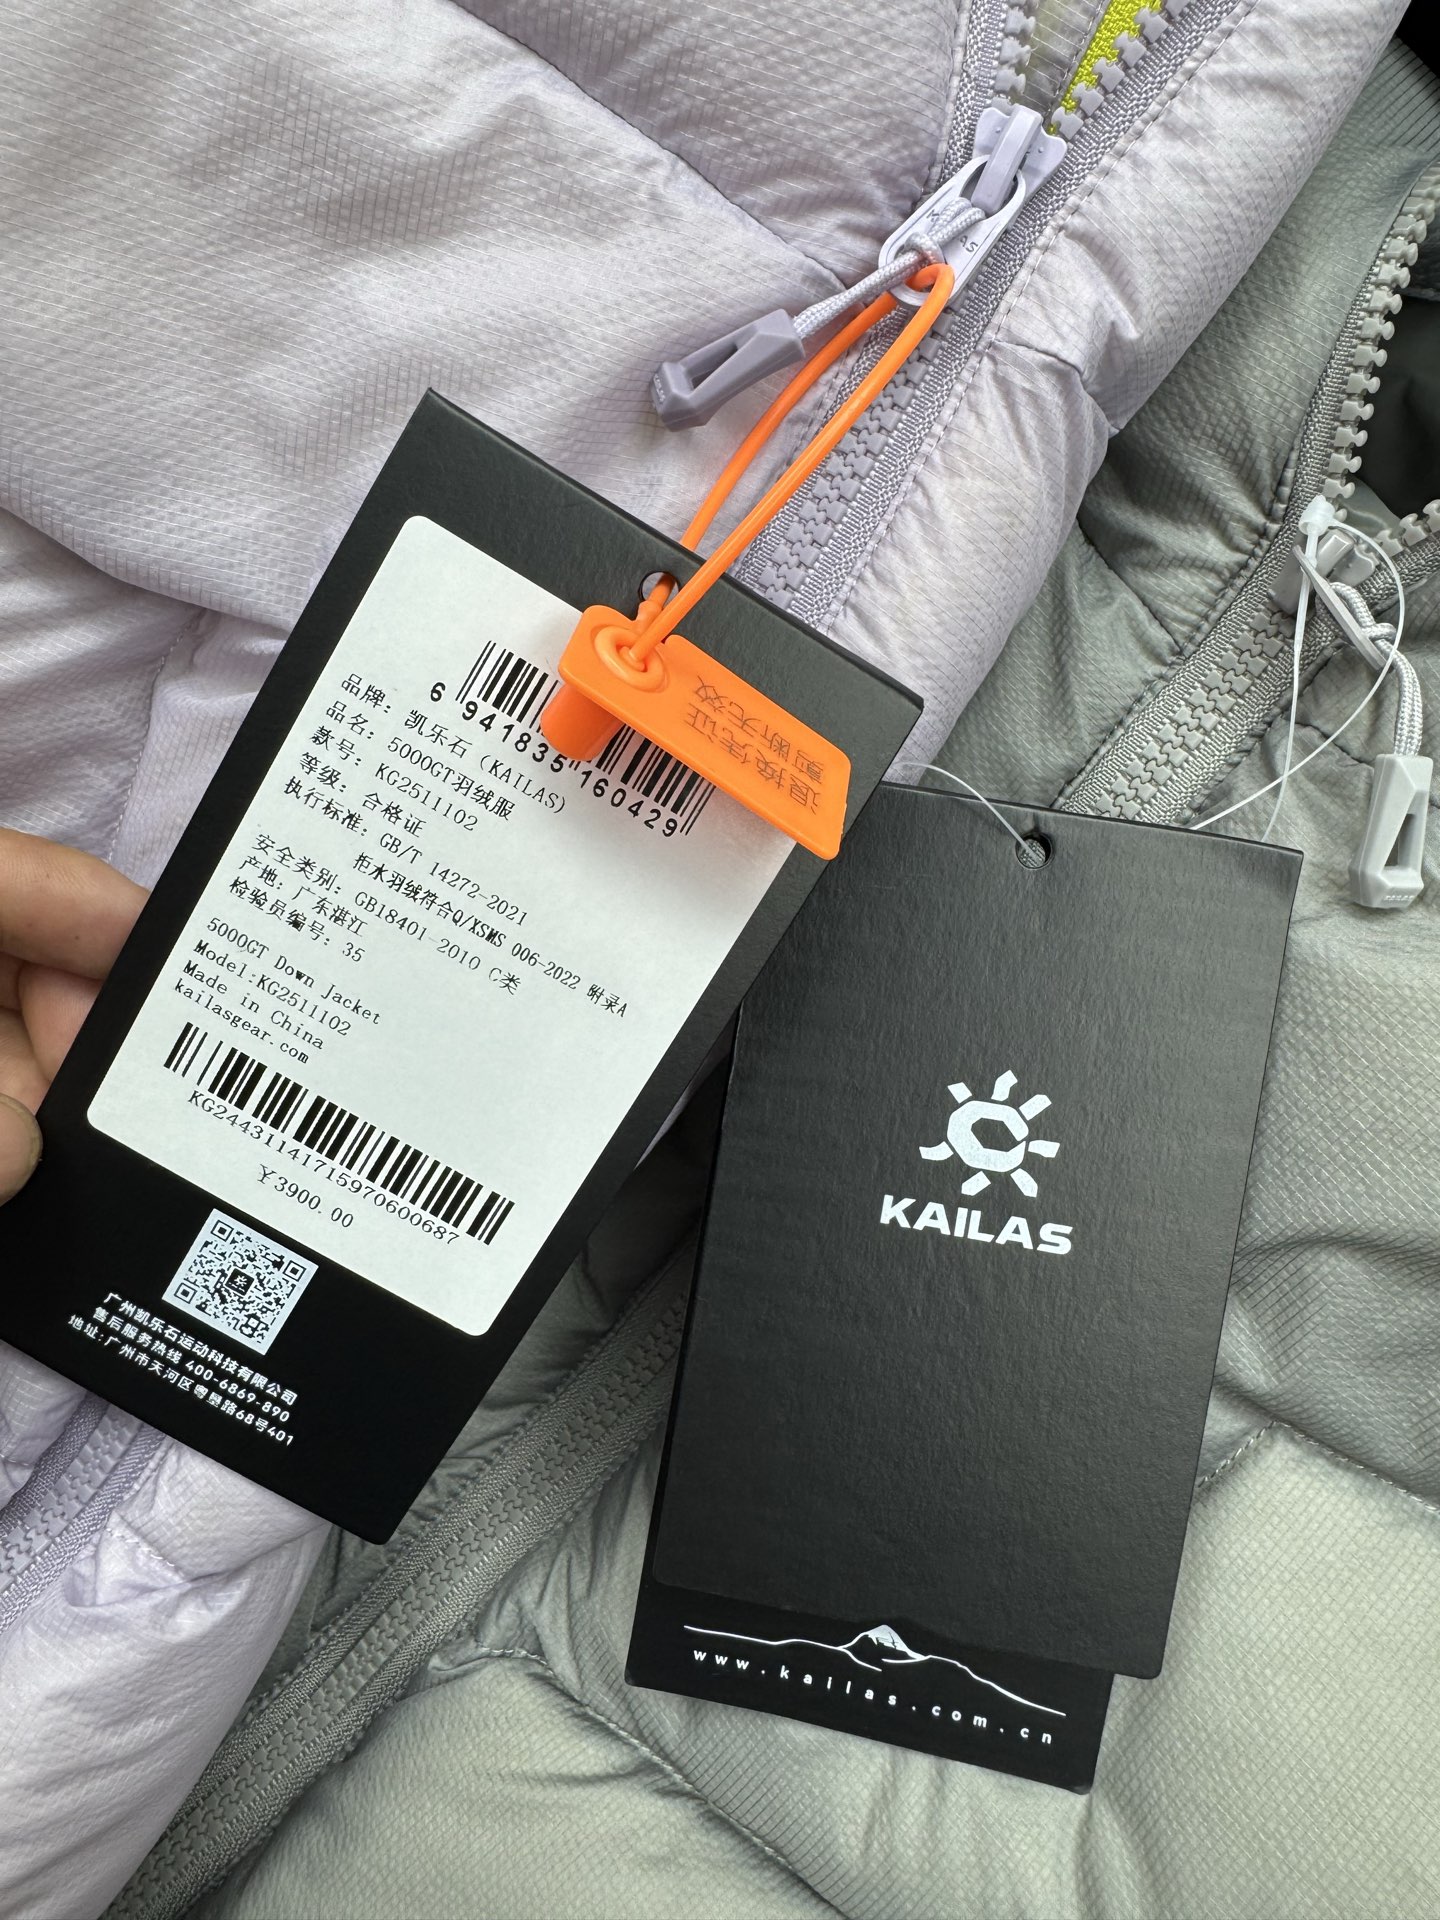 6 941835 160429
品牌: 凯乐石 (KAILAS)
品名: 5000GT羽绒服
款号: KG2511102
等级: 合格证
执行标准: GB/T 14272-2021
拒水羽绒符合Q/XSMS 006-2022 附录A
安全类别: GB18401-2010 C类
产地: 广东湛江
检验员编号: 35
5000GT Down Jacket
Model:KG2511102
Made in China
kailasgear.com
KG24431141715970600687
¥3900.00
广州凯乐石运动科技有限公司
售后服务热线 400-6869-890
地址:广州市天河区粤垦路68号401
退换凭证
剪断无效
KAILAS
www.kailas.com.cn